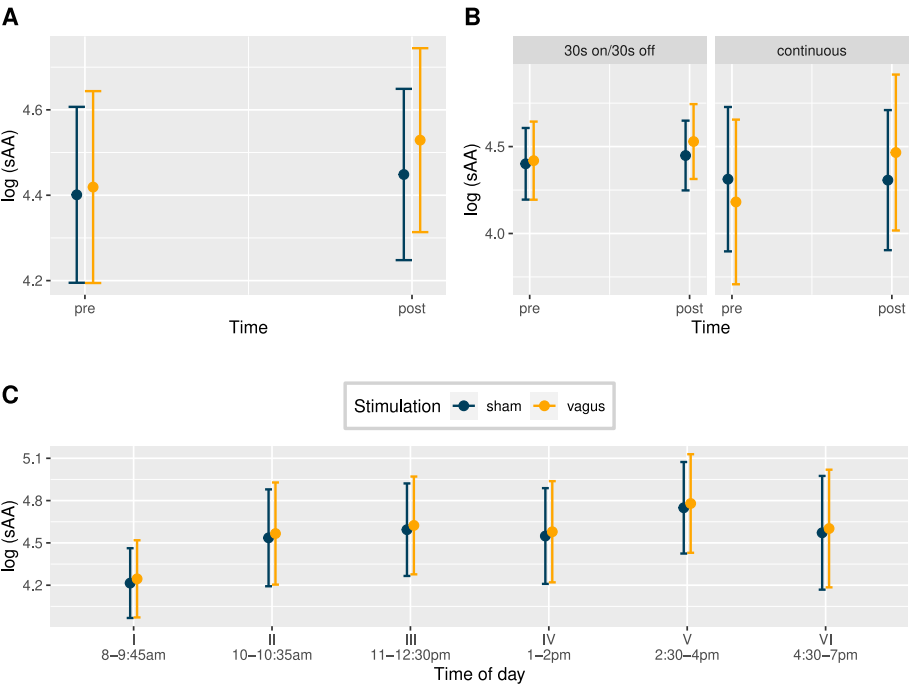 A
log (sAA)
4.6
4.4
4.2
pre post
Time
B
30s on/30s off continuous
log (sAA)
4.5
4.0
pre post pre post
Time
C
Stimulation sham vagus
log (sAA)
5.1
4.8
4.5
4.2
I II III IV V VI
8–9:45am 10–10:35am 11–12:30pm 1–2pm 2:30–4pm 4:30–7pm
Time of day